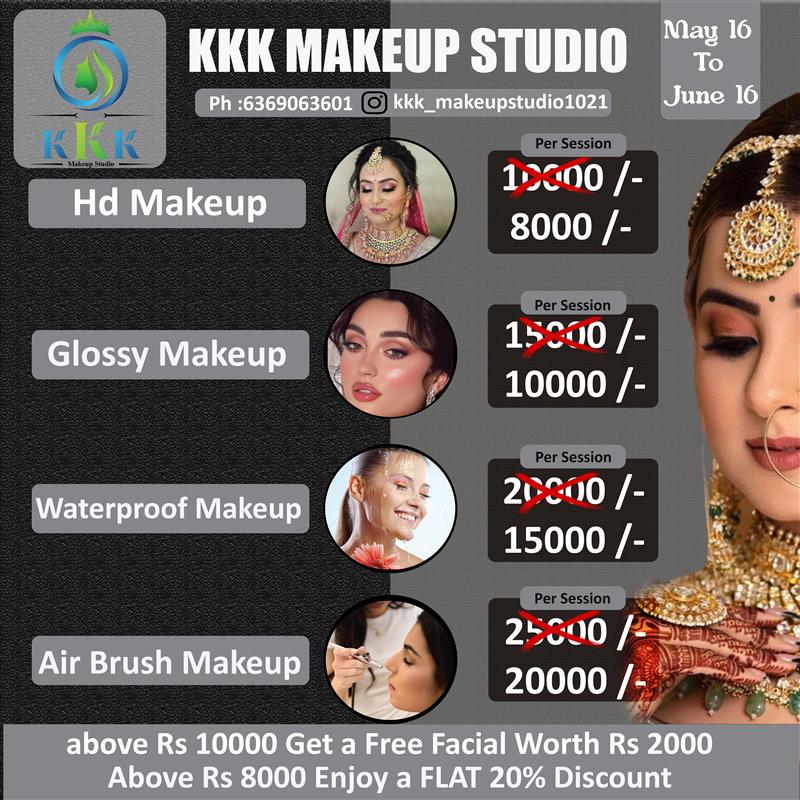 KKK
Makeup Studio
KKK MAKEUP STUDIO
Ph :6369063601 kkk_makeupstudio1021
May 16
To
June 16
Hd Makeup
Per Session
10000 /-
8000 /-
Glossy Makeup
Per Session
15000 /-
10000 /-
Waterproof Makeup
Per Session
20000 /-
15000 /-
Air Brush Makeup
Per Session
25000 /-
20000 /-
above Rs 10000 Get a Free Facial Worth Rs 2000
Above Rs 8000 Enjoy a FLAT 20% Discount